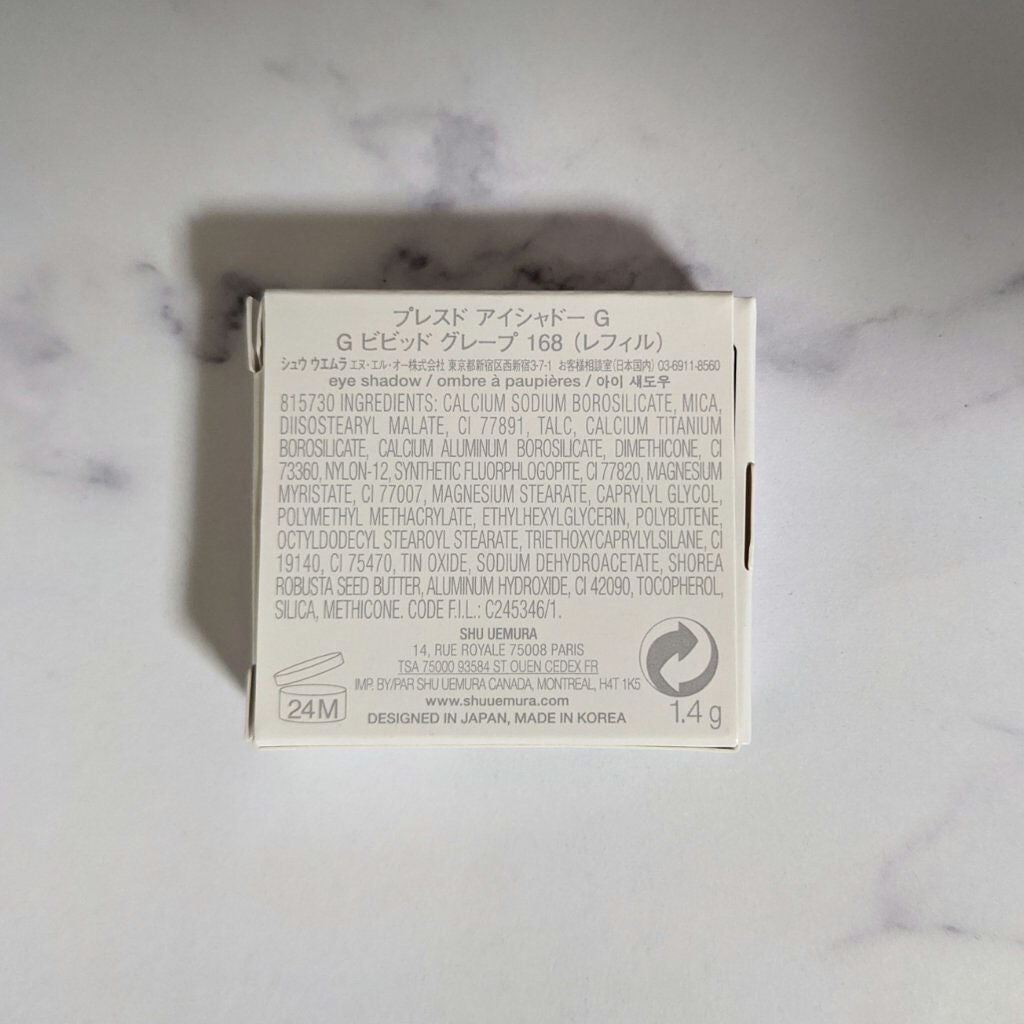 プレスド アイシャドー G
G ビビッド グレープ 168 (レフィル)
シュウ ウエムラ エヌ・エル・オー株式会社 東京都新宿区西新宿3-7-1 お客様相談室(日本国内) 03-6911-8560
eye shadow / ombre à paupières / 아이 섀도우
815730 INGREDIENTS: CALCIUM SODIUM BOROSILICATE, MICA,
DIISOSTEARYL MALATE, CI 77891, TALC, CALCIUM TITANIUM
BOROSILICATE, CALCIUM ALUMINUM BOROSILICATE, DIMETHICONE, CI
73360, NYLON-12, SYNTHETIC FLUORPHLOGOPITE, CI 77820, MAGNESIUM
MYRISTATE, CI 77007, MAGNESIUM STEARATE, CAPRYLYL GLYCOL,
POLYMETHYL METHACRYLATE, ETHYLHEXYLGLYCERIN, POLYBUTENE,
OCTYLDODECYL STEAROYL STEARATE, TRIETHOXYCAPRYLYLSILANE, CI
19140, CI 75470, TIN OXIDE, SODIUM DEHYDROACETATE, SHOREA
ROBUSTA SEED BUTTER, ALUMINUM HYDROXIDE, CI 42090, TOCOPHEROL,
SILICA, METHICONE. CODE F.I.L.: C245346/1.
SHU UEMURA
14, RUE ROYALE 75008 PARIS
TSA 75000 93584 ST OUEN CEDEX FR
IMP. BY/PAR SHU UEMURA CANADA, MONTREAL, H4T 1K5
www.shuuemura.com
DESIGNED IN JAPAN, MADE IN KOREA
24M
1.4 g